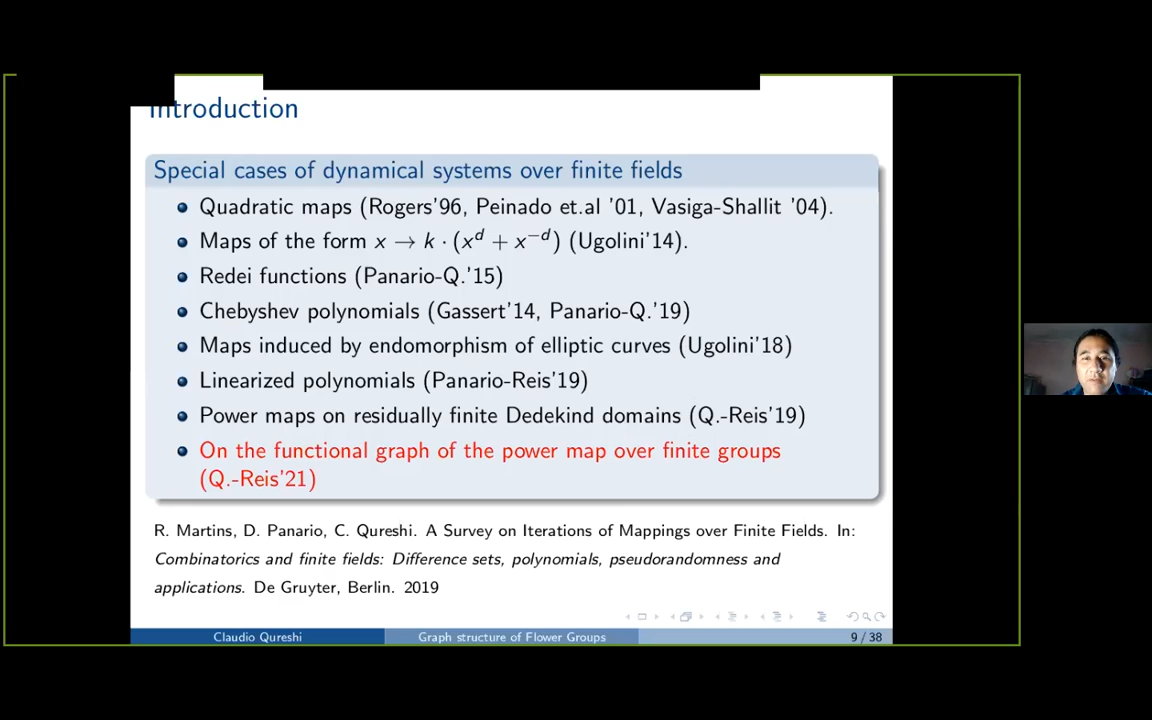 Introduction
Special cases of dynamical systems over finite fields
Quadratic maps (Rogers'96, Peinado et.al '01, Vasiga-Shallit '04).
Maps of the form x → k · (x^d + x^{-d}) (Ugolini'14).
Redei functions (Panario-Q.'15)
Chebyshev polynomials (Gassert'14, Panario-Q.'19)
Maps induced by endomorphism of elliptic curves (Ugolini'18)
Linearized polynomials (Panario-Reis'19)
Power maps on residually finite Dedekind domains (Q.-Reis'19)
On the functional graph of the power map over finite groups
(Q.-Reis'21)
R. Martins, D. Panario, C. Qureshi. A Survey on Iterations of Mappings over Finite Fields. In:
Combinatorics and finite fields: Difference sets, polynomials, pseudorandomness and
applications. De Gruyter, Berlin. 2019
Claudio Qureshi Graph structure of Flower Groups 9 / 38